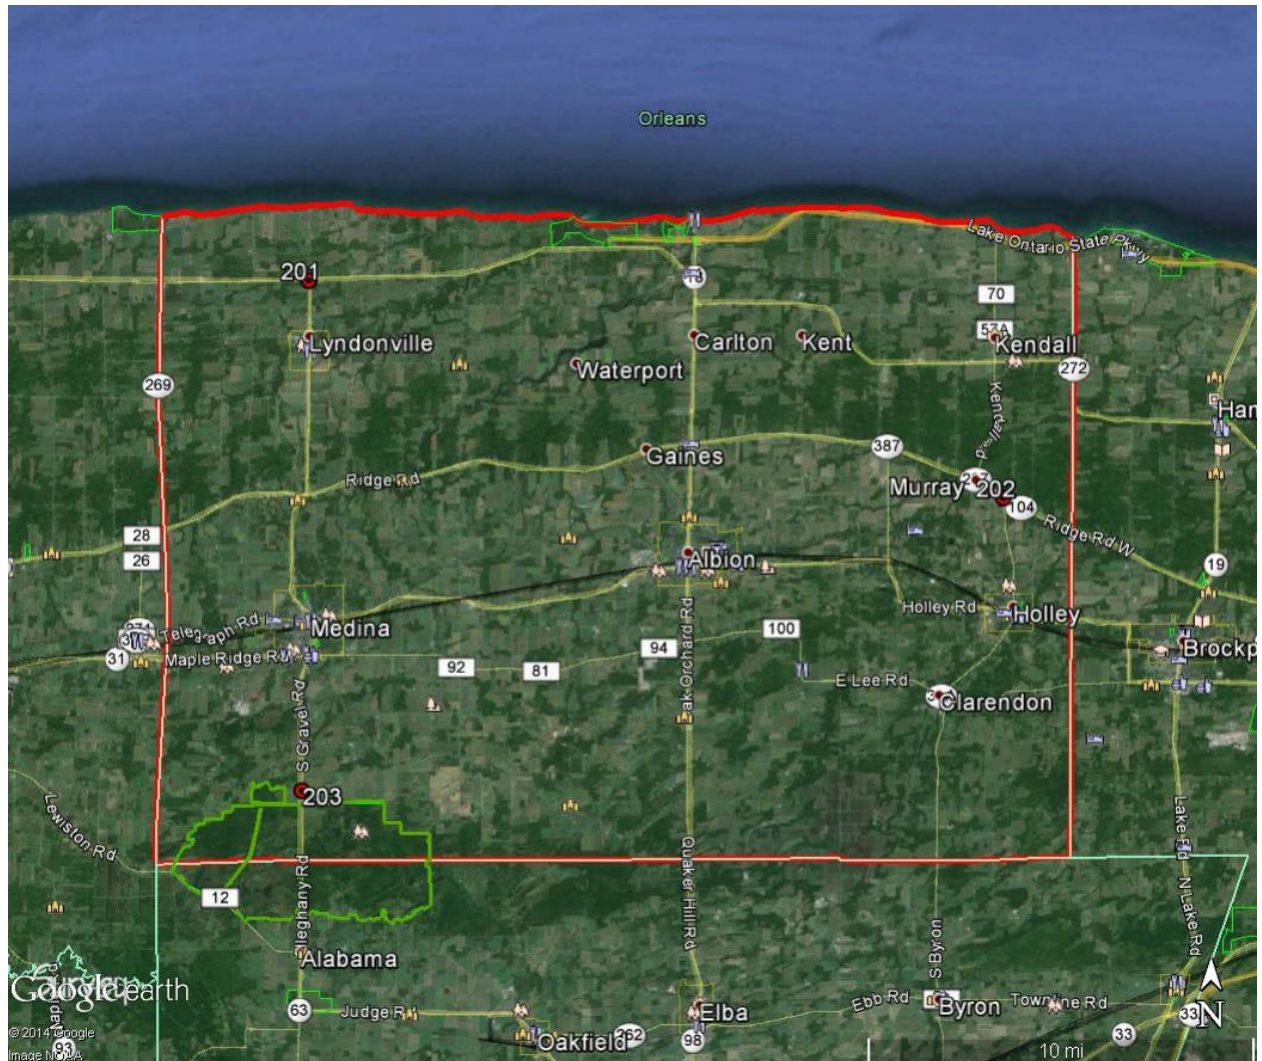 Orleans
Lake Ontario State Pkwy
201
70
Lyndonville
Carlton
Kent
57A
Kendall
Waterport
272
269
Kendall
Ham
Gaines
387
Ridge Rd
Murray 202
104
Ridge Rd W
28
26
Albion
19
Holley Rd
Holley
Telegraph Rd
Medina
100
31
Maple Ridge Rd
94
Brockp
92
81
E Lee Rd
Oak Orchard Rd
Clarendon
S Gravel Rd
203
Lewiston Rd
Lake Rd
12
Alleghany Rd
Quaker Hill Rd
N Lake Rd
S Byron
Alabama
Google earth
63
Judge Rd
Elba
Ebb Rd
Byron
Townline Rd
33
N
© 2014 Google
Oakfield
262
98
33
Image NOAA
93
10 mi